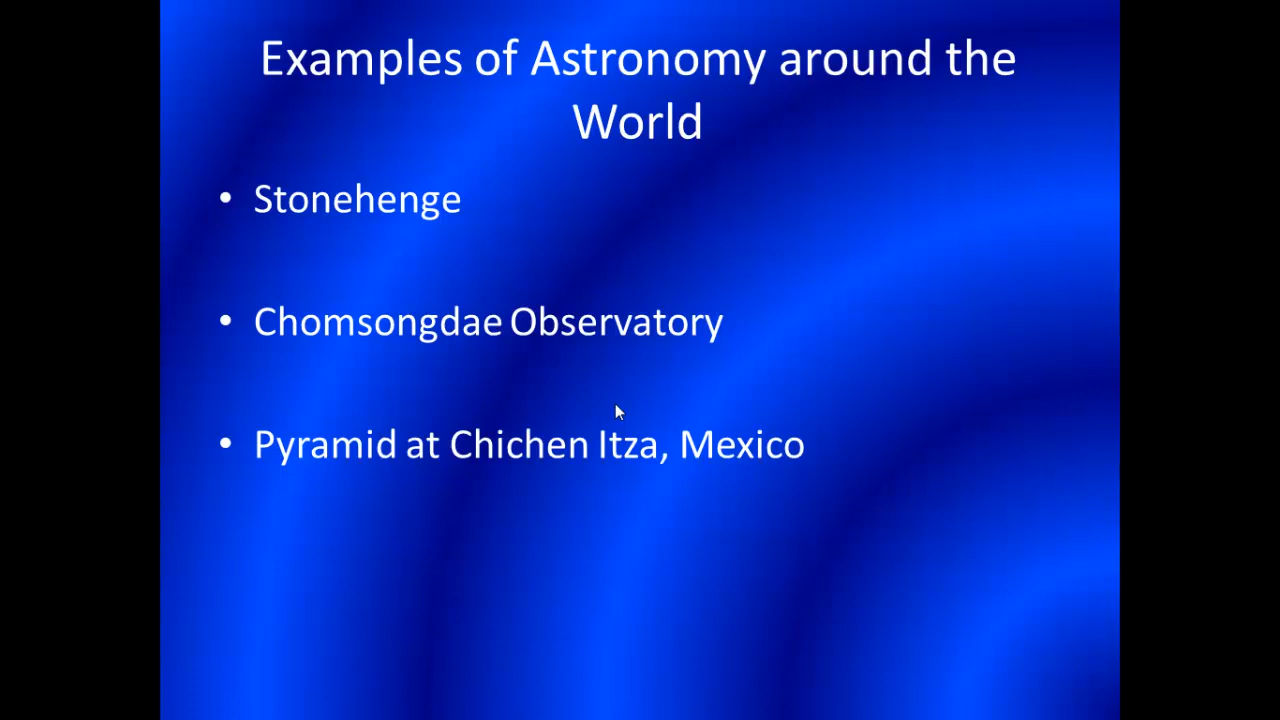 Examples of Astronomy around the
World
• Stonehenge
• Chomsongdae Observatory
• Pyramid at Chichen Itza, Mexico